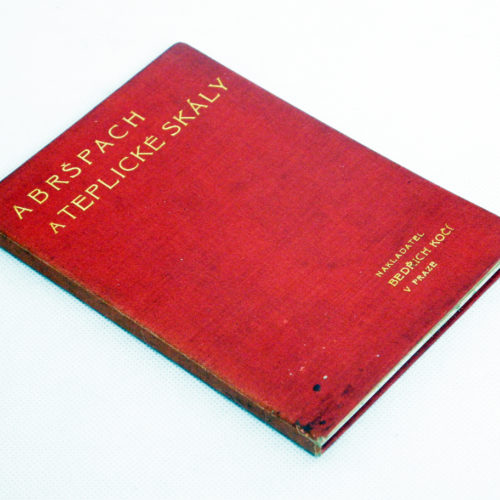 ABRŠPACH
A TEPLICKÉ SKÁLY
NAKLADATEL
BEDŘICH KOČÍ
V PRAZE